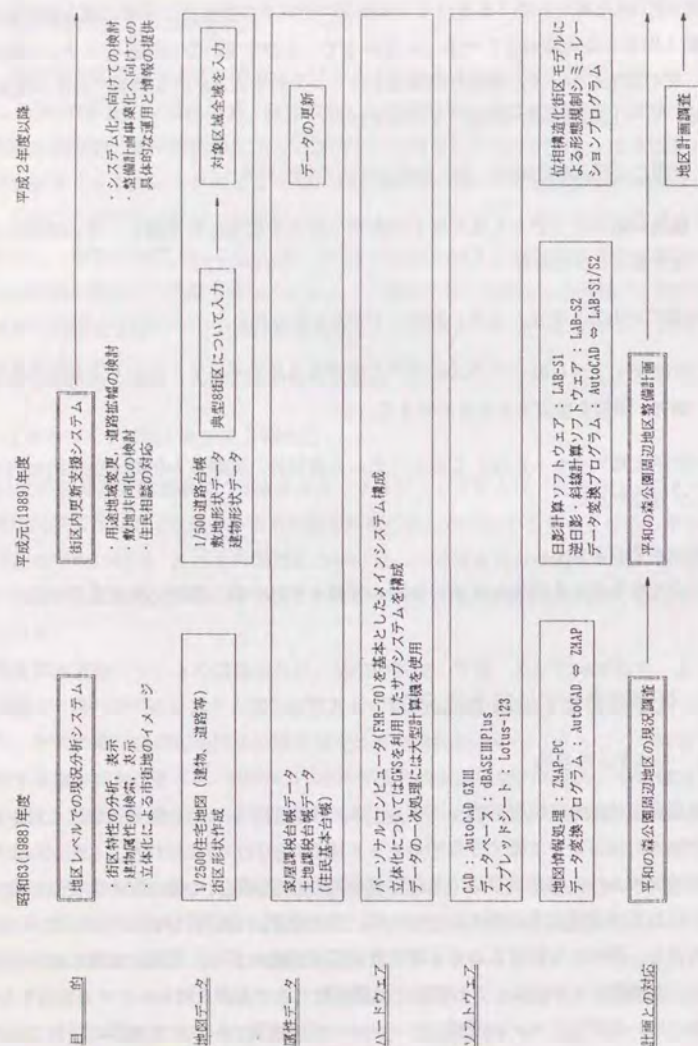 昭和63(1988)年度
平成元(1989)年度
平成2年度以降
目　的
地区レベルでの現況分析システム
街区特性の分析、表示
建物属性の検索、表示
立体化による市街地のイメージ
街区内更新支援システム
・用途地域変更、道路拡幅の検討
・敷地共同化の検討
・住民相談の対応
・システム化へ向けての検討
・整備計画事業化へ向けての
具体的な運用と情報の提供
地図データ
1/2500住宅地図（建物、道路等）
街区形状作成
1/500道路台帳
敷地形状データ
建物形状データ
典型8街区について入力
対象区域全域を入力
属性データ
家屋課税台帳データ
土地課税台帳データ
(住民基本台帳)
データの更新
ハードウェア
パーソナルコンピュータ(FMR-70)を基本としたメインシステム構成
立体化についてはEWSを利用したサブシステムを構成
データの一次処理には大型計算機を使用
ソフトウェア
CAD : AutoCAD GXⅢ
データベース : dBASEⅢPlus
スプレッドシート : Lotus-123
地図情報処理 : ZMAP-PC
データ変換プログラム : AutoCAD ⇔ ZMAP
日影計算ソフトウェア : LAB-S1
逆日影・斜線計算ソフトウェア : LAB-S2
データ変換プログラム : AutoCAD ⇔ LAB-S1/S2
位相構造化街区モデルに
よる形態規制シミュレー
ションプログラム
計画との対応
平和の森公園周辺地区の現況調査
平和の森公園周辺地区整備計画
地区計画調査